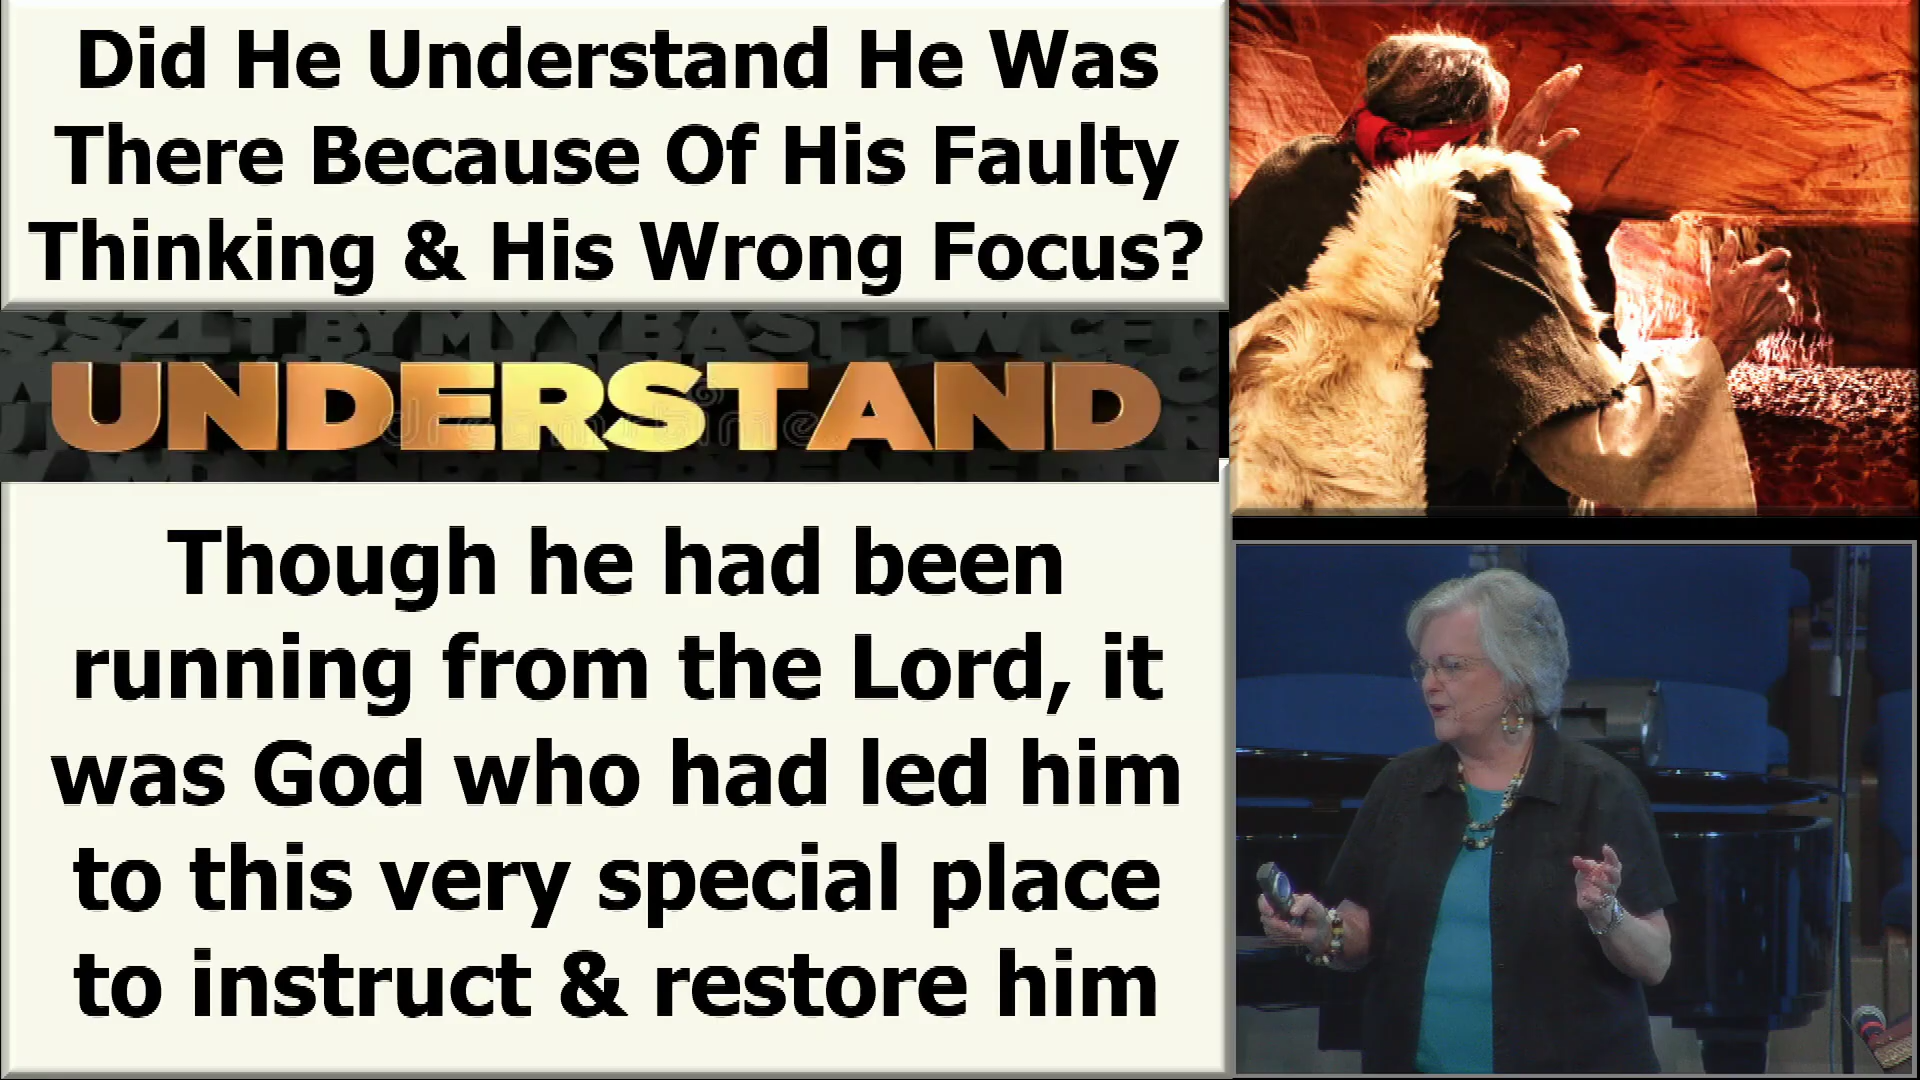 Did He Understand He Was
There Because Of His Faulty
Thinking & His Wrong Focus?
UNDERSTAND
dreamstime
Though he had been
running from the Lord, it
was God who had led him
to this very special place
to instruct & restore him